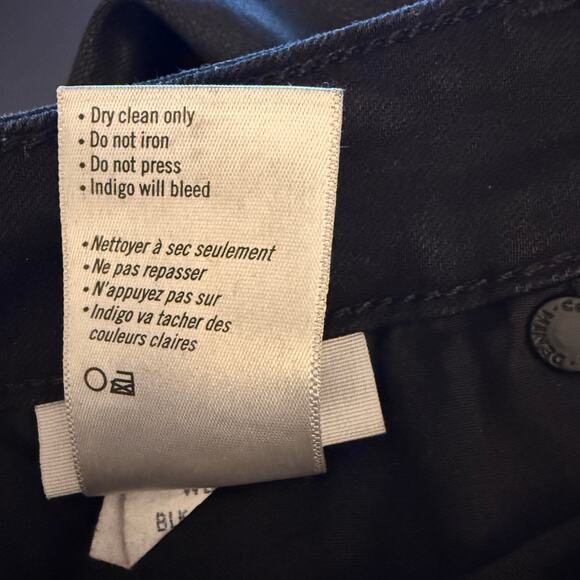 • Dry clean only
• Do not iron
• Do not press
• Indigo will bleed
• Nettoyer à sec seulement
• Ne pas repasser
• N'appuyez pas sur
• Indigo va tacher des
couleurs claires
DENIM